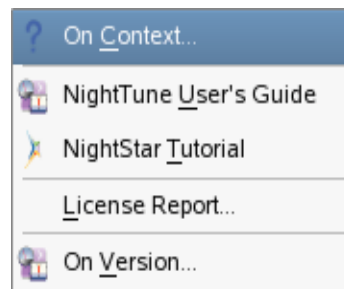 On Context...
NightTune User's Guide
NightStar Tutorial
License Report...
On Version...